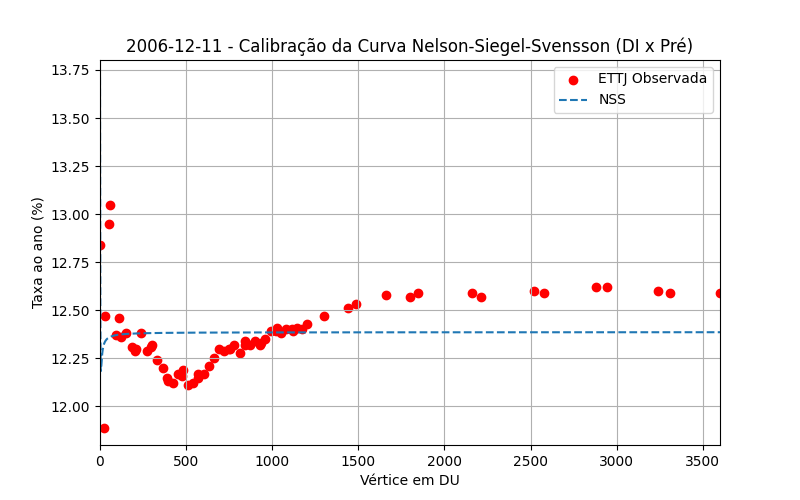 2006-12-11 - Calibração da Curva Nelson-Siegel-Svensson (DI x Pré)
ETTJ Observada
NSS
Taxa ao ano (%)
13.75
13.50
13.25
13.00
12.75
12.50
12.25
12.00
0 500 1000 1500 2000 2500 3000 3500
Vértice em DU